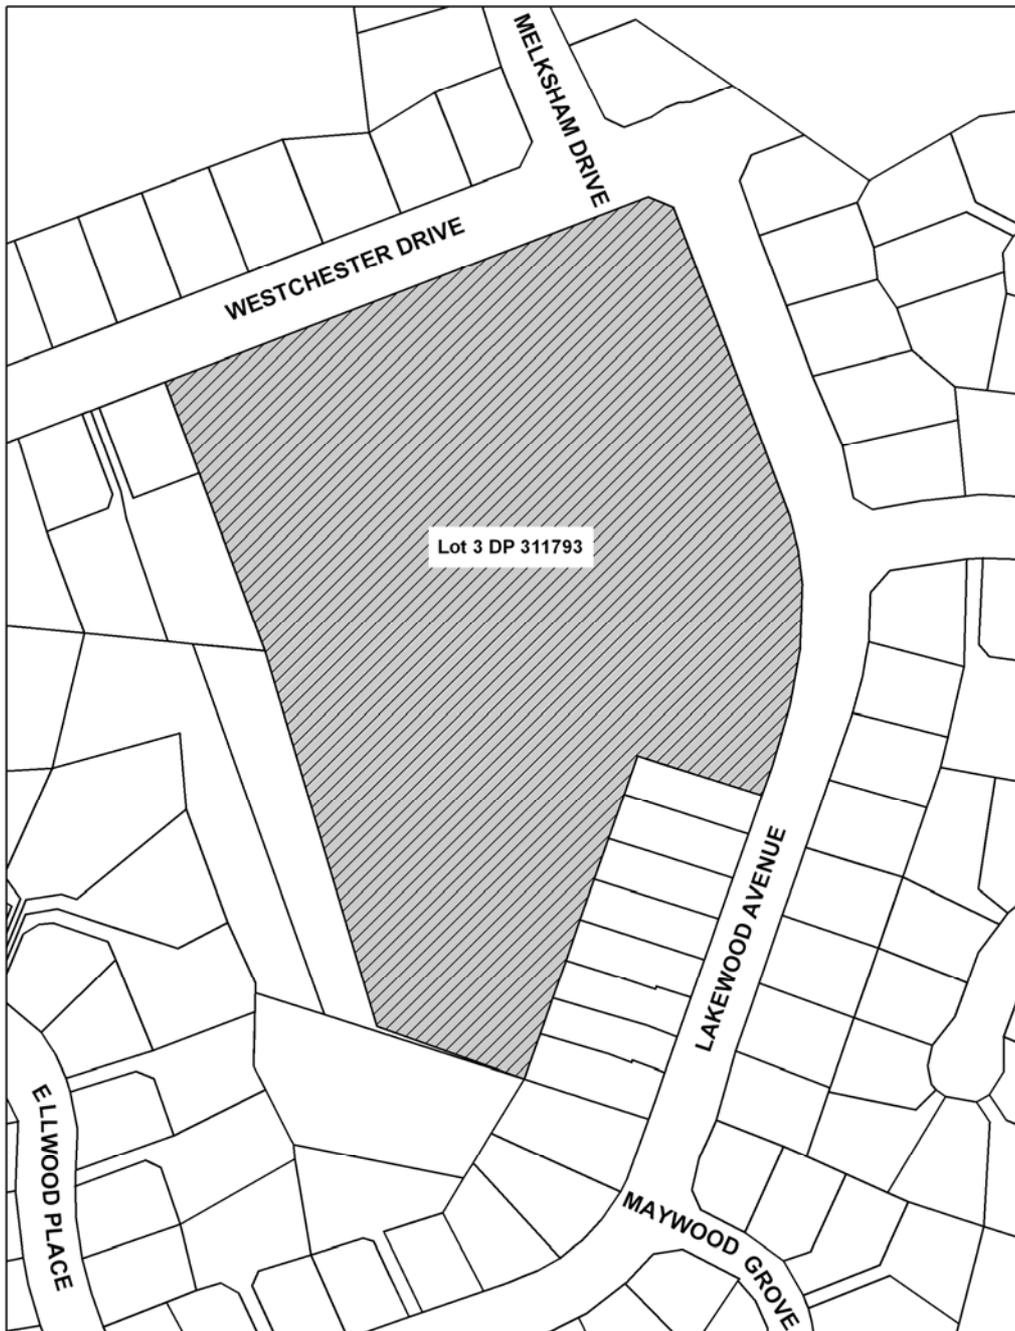 MELKSHAM DRIVE
WESTCHESTER DRIVE
Lot 3 DP 311793
LAKEWOOD AVENUE
ELLWOOD PLACE
MAYWOOD GROVE